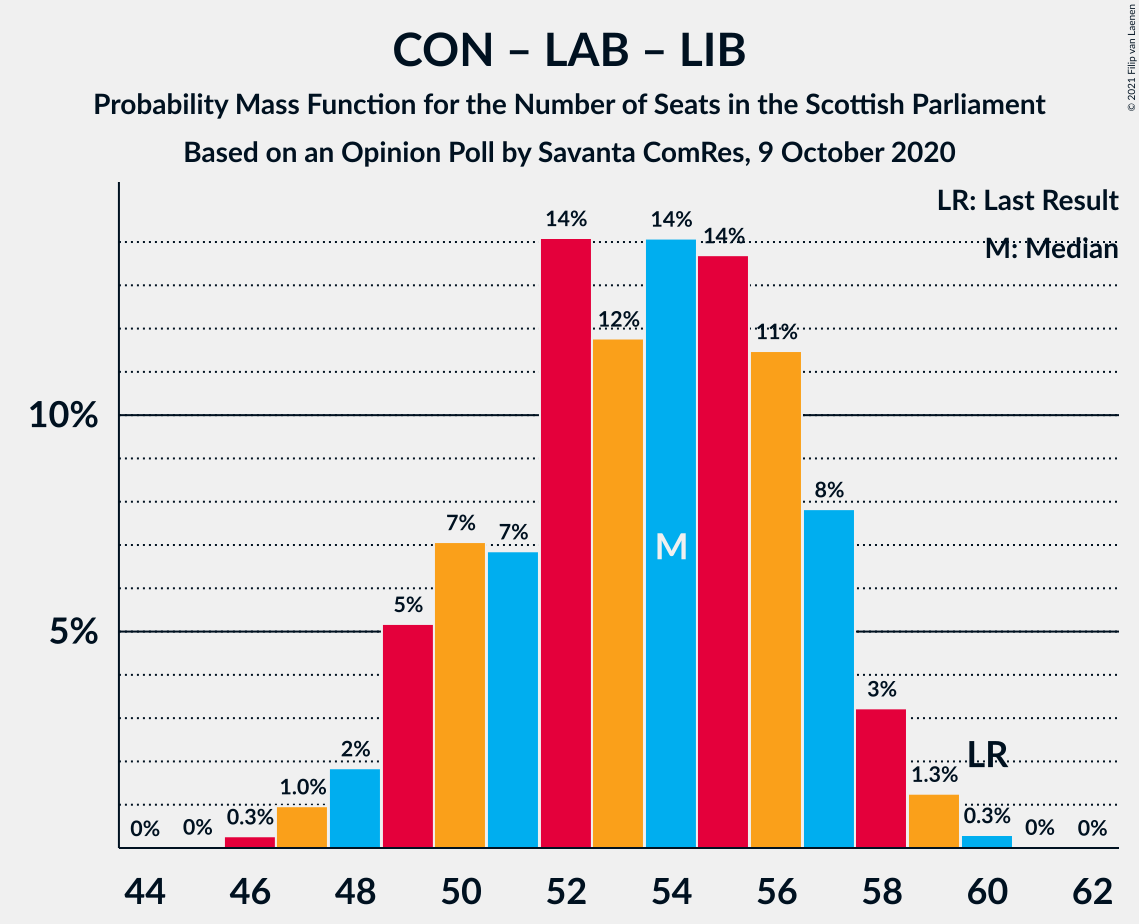 CON – LAB – LIB
Probability Mass Function for the Number of Seats in the Scottish Parliament
Based on an Opinion Poll by Savanta ComRes, 9 October 2020
© 2021 Filip van Laenen
LR: Last Result
M: Median
10%
5%
0%
0%
0.3%
1.0%
2%
5%
7%
7%
14%
12%
14%
14%
11%
8%
3%
1.3%
0.3%
0%
0%
M
LR
44 46 48 50 52 54 56 58 60 62